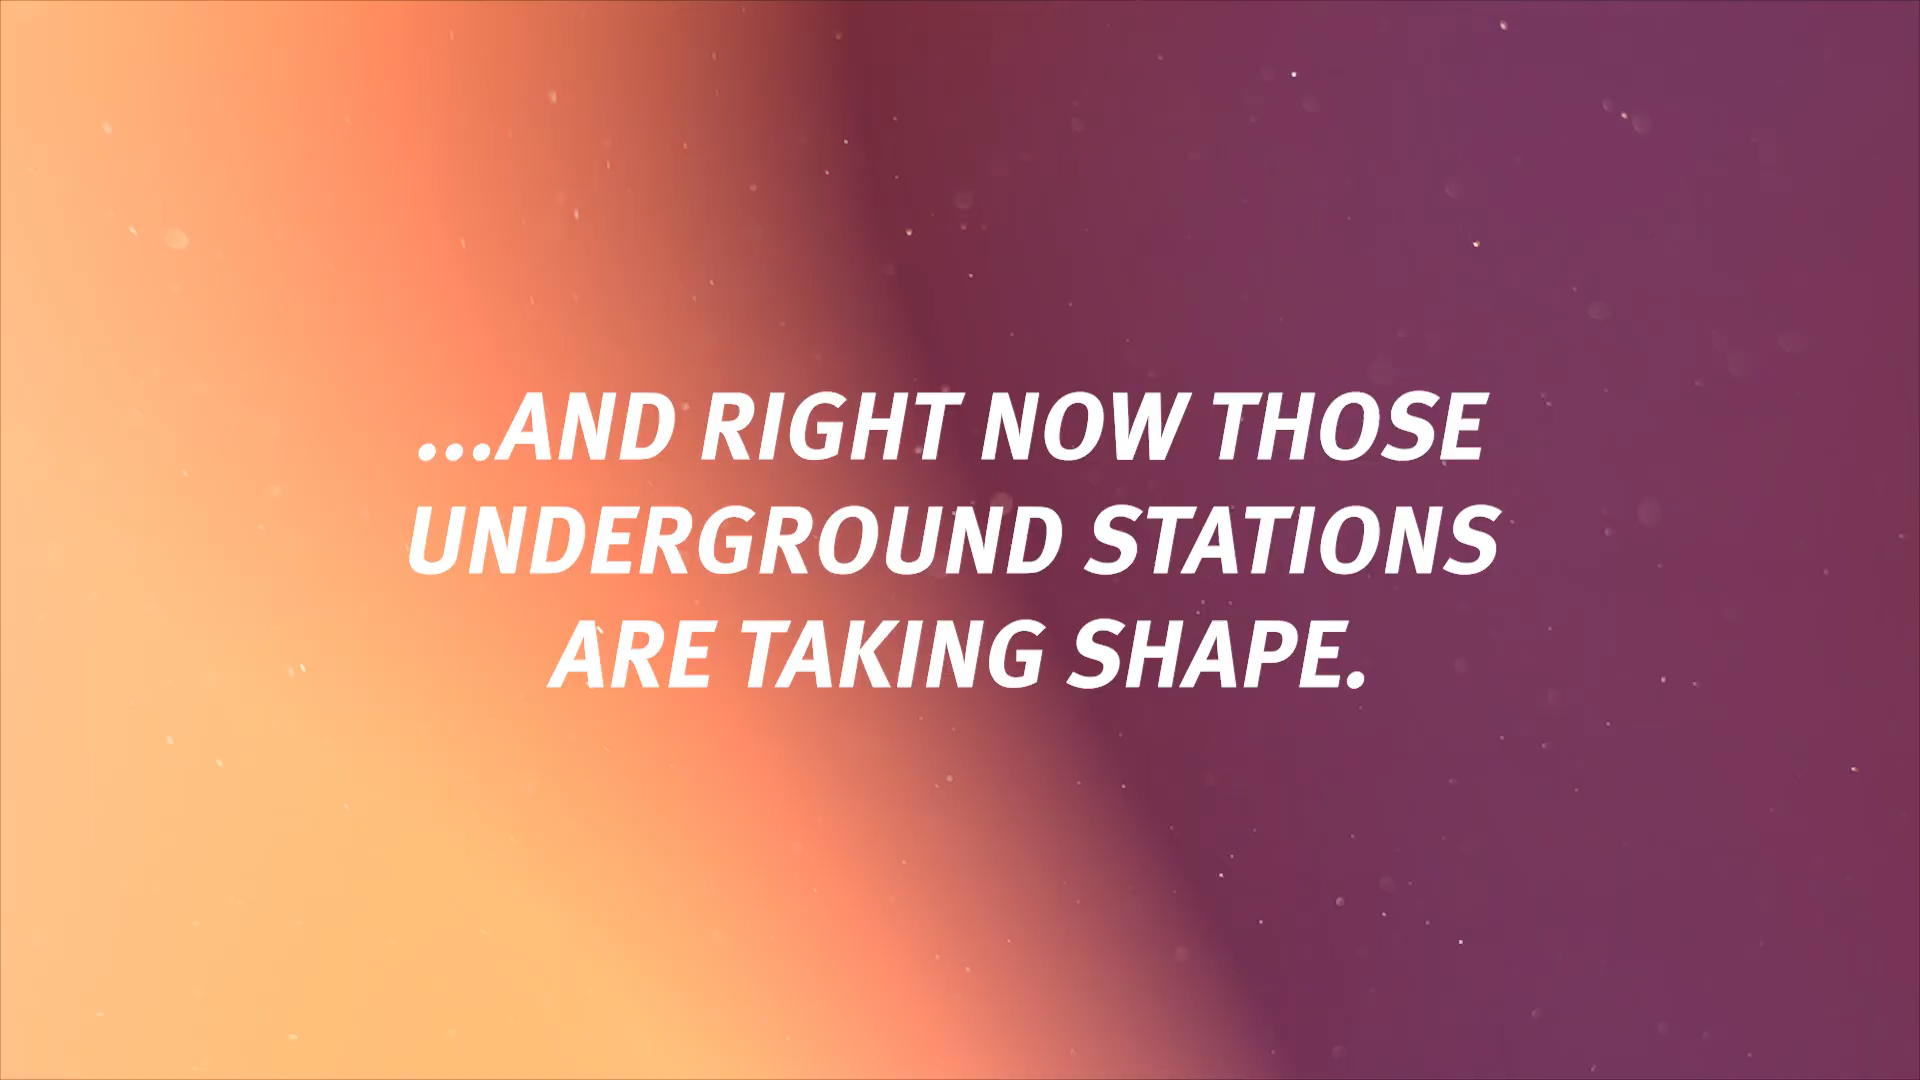 ...AND RIGHT NOW THOSE
UNDERGROUND STATIONS
ARE TAKING SHAPE.